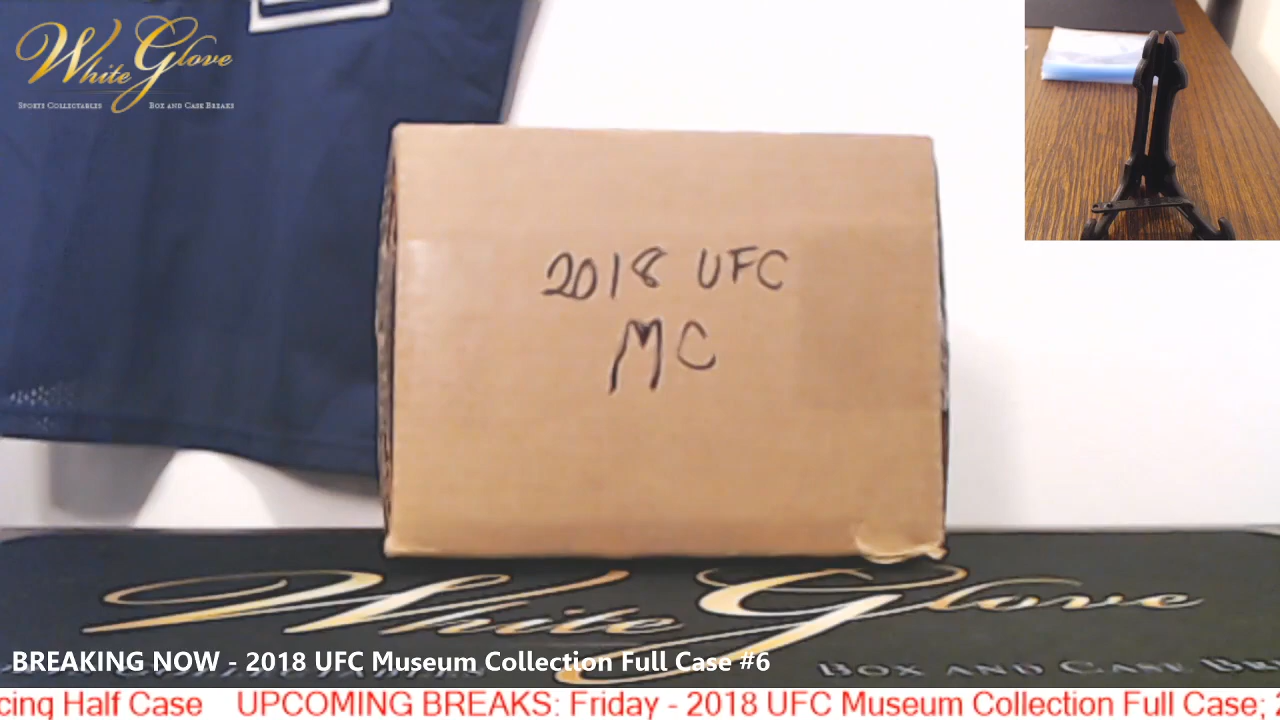 White Glove
SPORTS COLLECTABLES BOX AND CASE BREAKS
2018 UFC
MC
White Glove
BOX AND CASE BRE
BREAKING NOW - 2018 UFC Museum Collection Full Case #6
cing Half Case UPCOMING BREAKS: Friday - 2018 UFC Museum Collection Full Case;